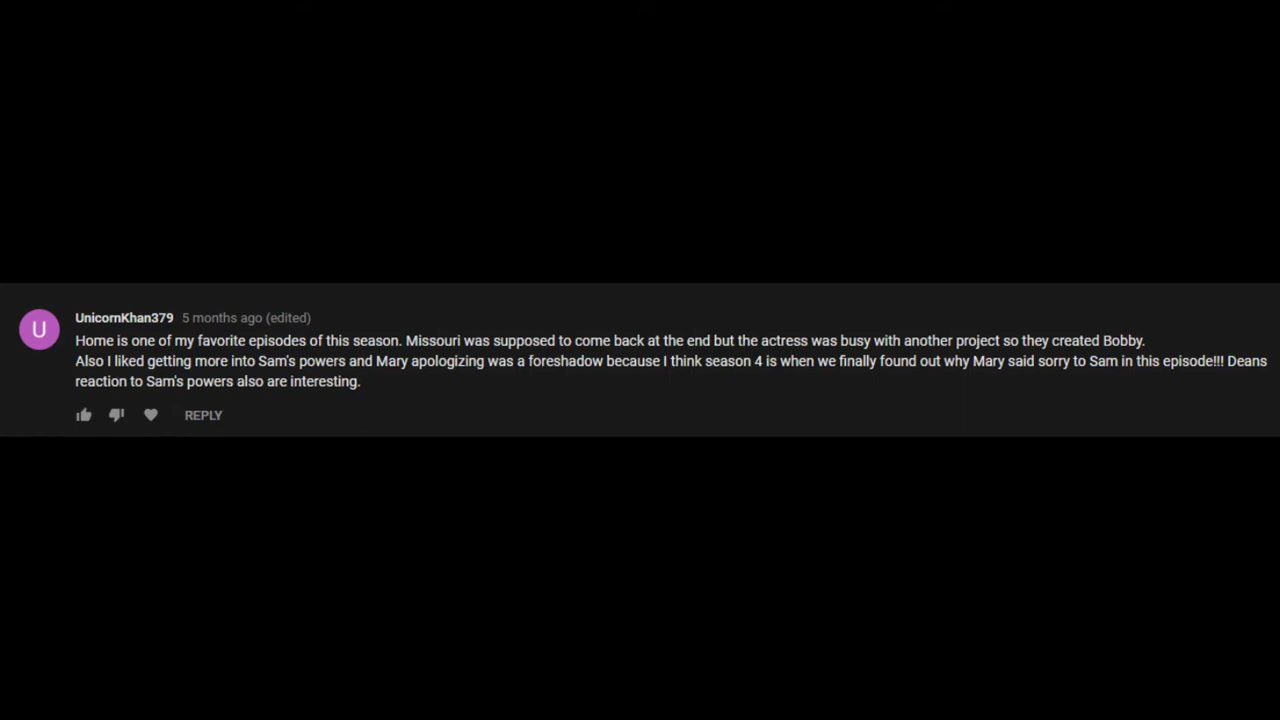 U
UnicornKhan379 5 months ago (edited)
Home is one of my favorite episodes of this season. Missouri was supposed to come back at the end but the actress was busy with another project so they created Bobby.
Also I liked getting more into Sam's powers and Mary apologizing was a foreshadow because I think season 4 is when we finally found out why Mary said sorry to Sam in this episode!!! Deans
reaction to Sam's powers also are interesting.
REPLY